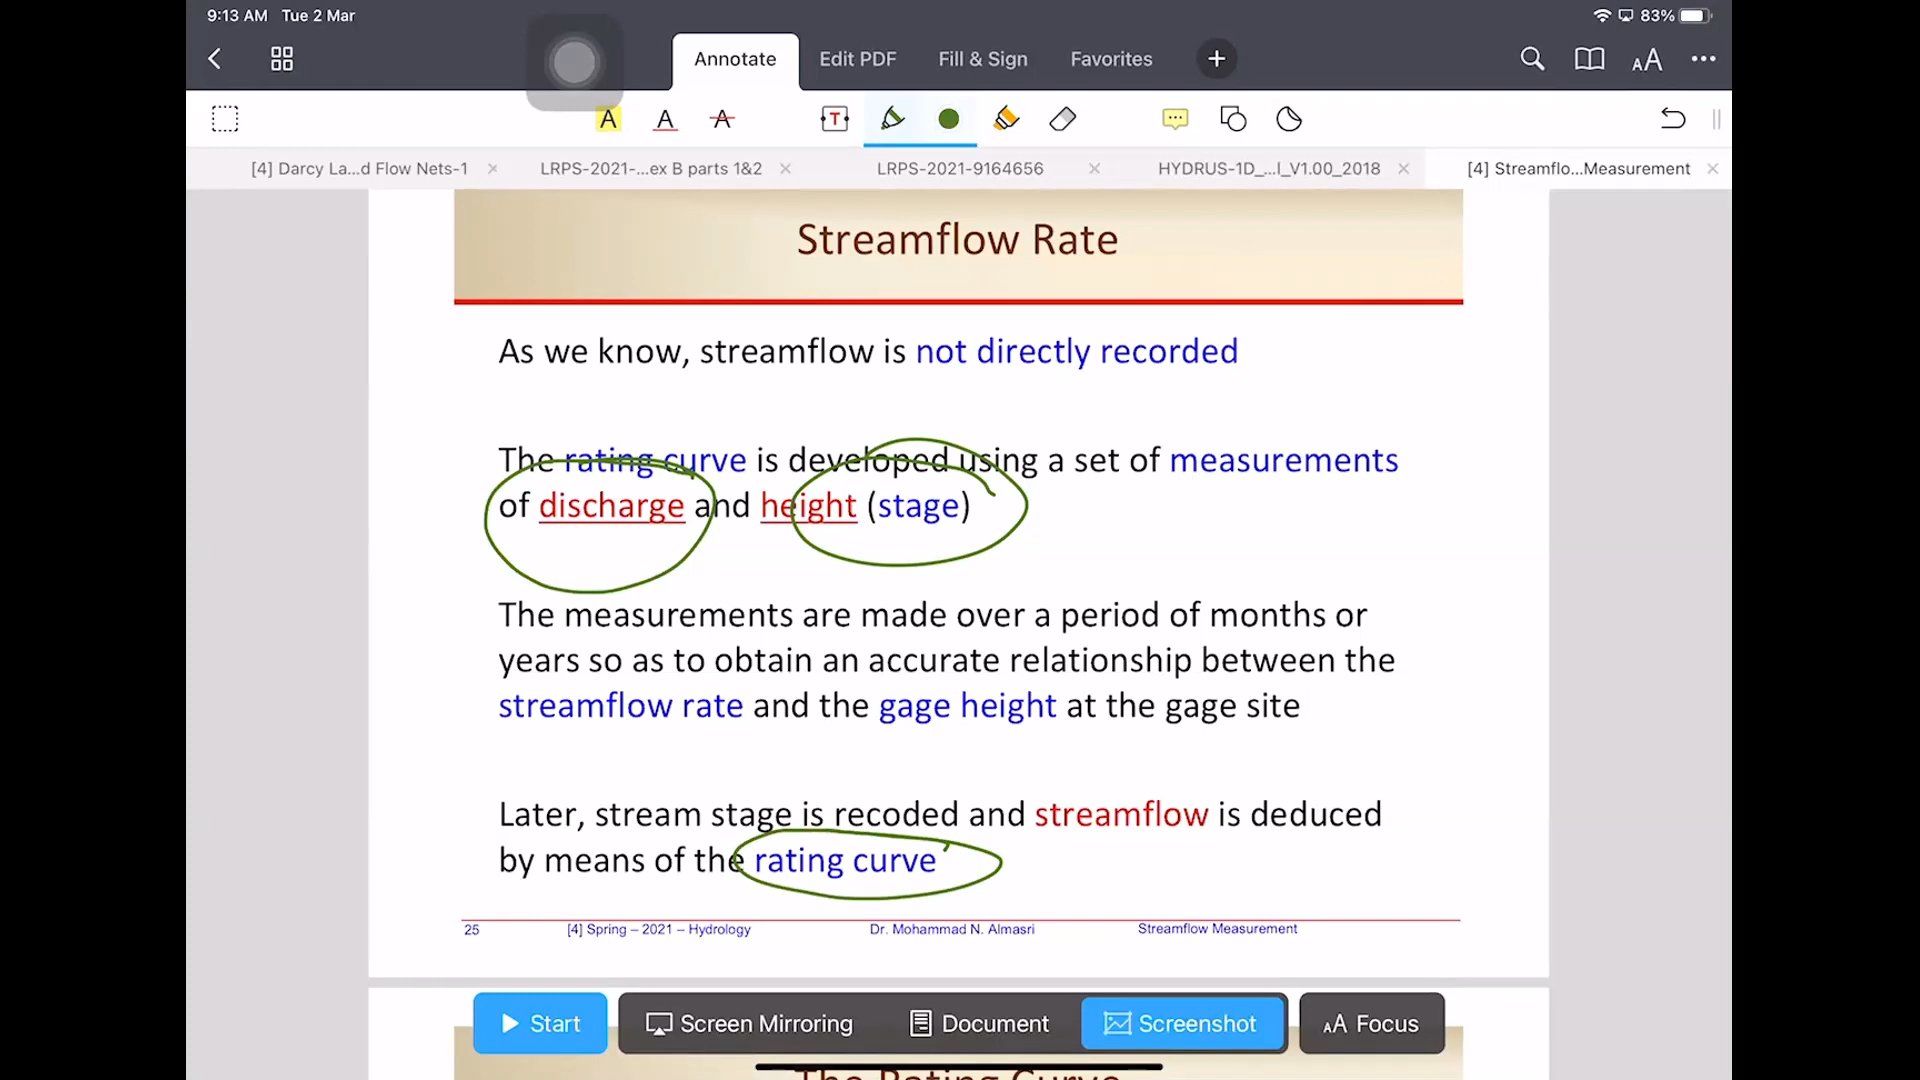 9:13 AM Tue 2 Mar 83%
Annotate Edit PDF Fill & Sign Favorites
[4] Darcy La...d Flow Nets-1 LRPS-2021-...ex B parts 1&2 LRPS-2021-9164656 HYDRUS-1D_...l_V1.00_2018 [4] Streamflo...Measurement
Streamflow Rate
As we know, streamflow is not directly recorded
The rating curve is developed using a set of measurements
of discharge and height (stage)
The measurements are made over a period of months or
years so as to obtain an accurate relationship between the
streamflow rate and the gage height at the gage site
Later, stream stage is recoded and streamflow is deduced
by means of the rating curve
25 [4] Spring – 2021 – Hydrology Dr. Mohammad N. Almasri Streamflow Measurement
Start Screen Mirroring Document Screenshot AA Focus
The Rating Curve